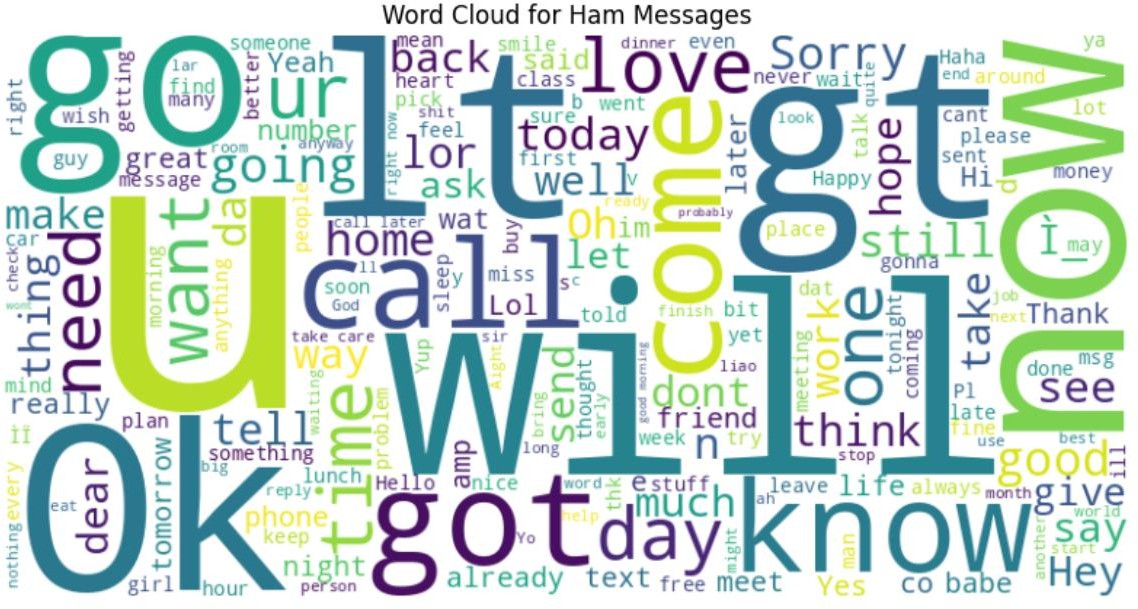 Word Cloud for Ham Messages
go
lt
gt
now
u
will
ok
got
know
call
come
love
Sorry
back
today
someone
Yeah
ur
better
number
anyway
going
room
great
message
getting
right
wish
guy
lar
find
many
mean
smile
said
class
heart
pick
shit
feel
now
right
b
went
sure
first
dinner
even
never
wait
quite
look
talk
Haha
end
around
cant
please
sent
Hi
ya
lot
money
d
lor
ask
well
v
ready
wat
call later
people
probably
later
Happy
hope
place
still
gonna
Ì_
may
make
car
check
wont
thing
need
want
da
morning
anything
home
ll
soon
God
sleep
y
buy
miss
Lol
s
c
Oh
im
let
told
finish
bit
yet
liao
dat
work
meeting
one
tonight
coming
take
job
next
Thank
done
msg
see
mind
really
take care
way
Yup
sir
Aight
waiting
time
problem
send
thought
early
bring
long
good morning
dont
friend
week
n
try
think
stop
Pl
late
fine
use
best
good
ill
ÌÏ
plan
tell
something
big
tomorrow
dear
eat
every
nothing
girl
hour
lunch
reply
phone
keep
night
person
Hello
amp
nice
Yo
word
help
thk
e
stuff
much
day
already
text
free
meet
might
ah
leave
life
always
man
Yes
co
babe
month
give
world
say
start
another
Hey